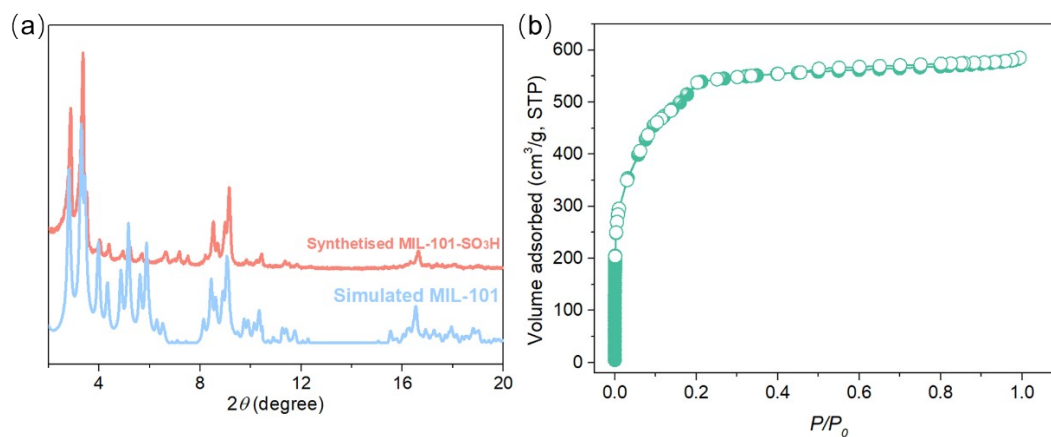 (a)
Synthetised MIL-101-SO₃H
Simulated MIL-101
4 8 12 16 20
2θ (degree)
(b)
Volume adsorbed (cm³/g, STP)
600
500
400
300
200
100
0
0.0 0.2 0.4 0.6 0.8 1.0
P/P₀